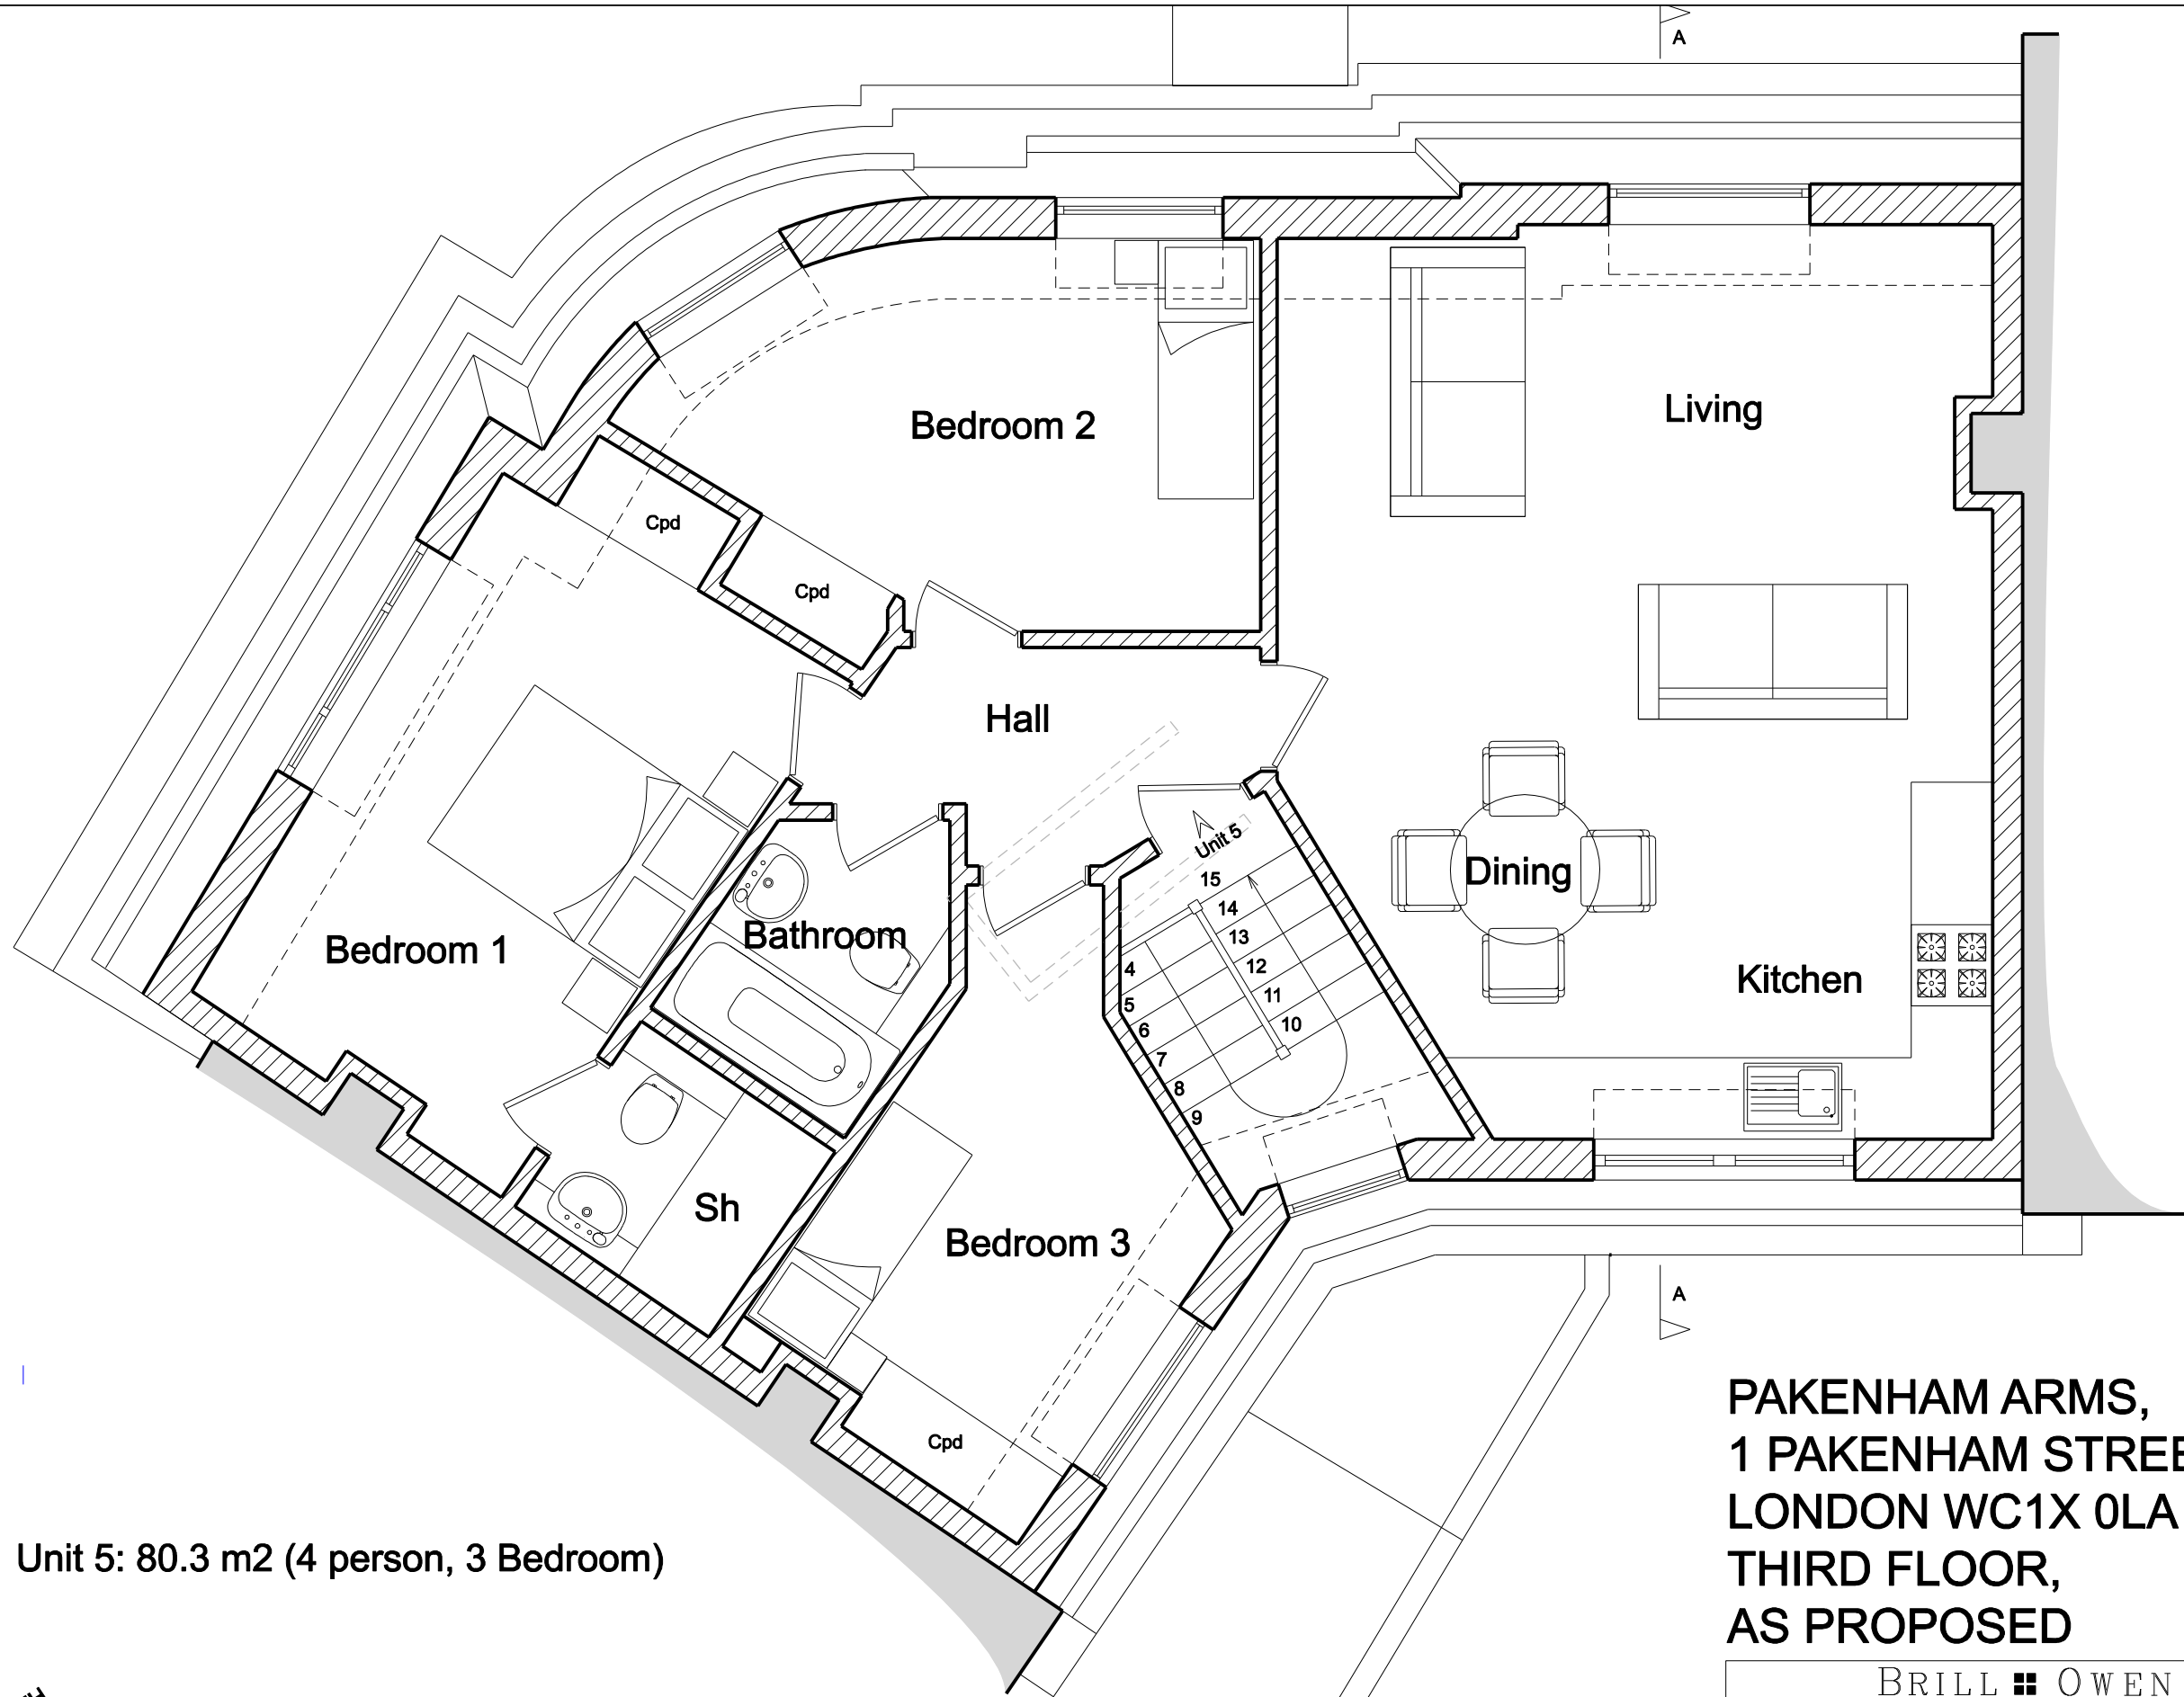 A
Bedroom 2
Living
Cpd
Cpd
Hall
Unit 5
Dining
15
14
13
12
11
10
4
5
6
7
8
9
Bathroom
Bedroom 1
Kitchen
Sh
Bedroom 3
A
Cpd
PAKENHAM ARMS,
1 PAKENHAM STREE
LONDON WC1X 0LA
THIRD FLOOR,
AS PROPOSED
Unit 5: 80.3 m2 (4 person, 3 Bedroom)
BRILL OWEN